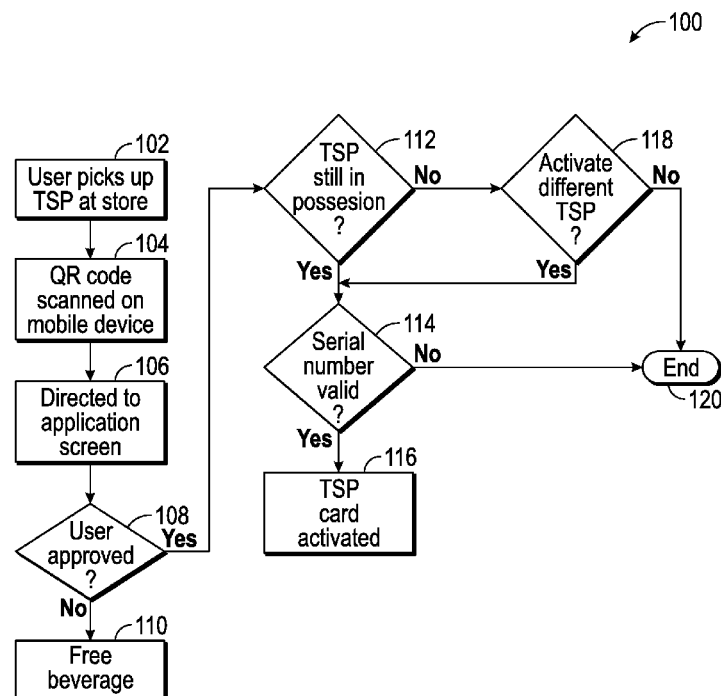 100
102
User picks up
TSP at store
104
QR code
scanned on
mobile device
106
Directed to
application
screen
108
User
approved
?
Yes
No
110
Free
beverage
112
TSP
still in
possesion
?
No
Yes
114
Serial
number
valid
?
No
Yes
116
TSP
card
activated
118
Activate
different
TSP
?
No
Yes
End
120